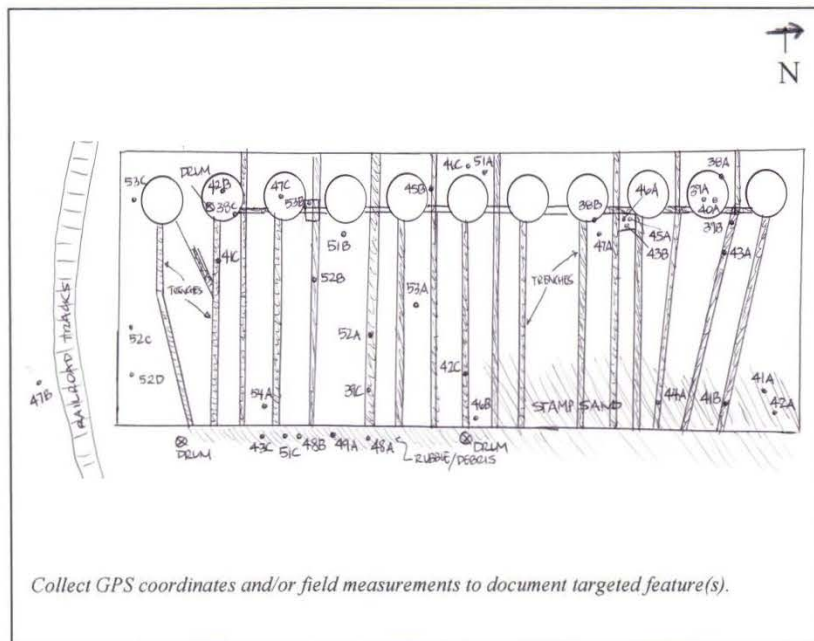 N
DRUM
53C
42B
38C
47C
53B
45B
46C
51A
38A
46A
39A
40A
38B
45A
39B
47A
43B
43A
51B
41C
52B
TRENCHES
TRENCHES
53A
RAILROAD TRACKS
52C
52A
52D
42C
47B
39C
41A
54A
46B
STAMP SAND
44A
41B
42A
DRUM
43C
51C
48B
49A
48A
RUBBLE/DEBRIS
DRUM
Collect GPS coordinates and/or field measurements to document targeted feature(s).